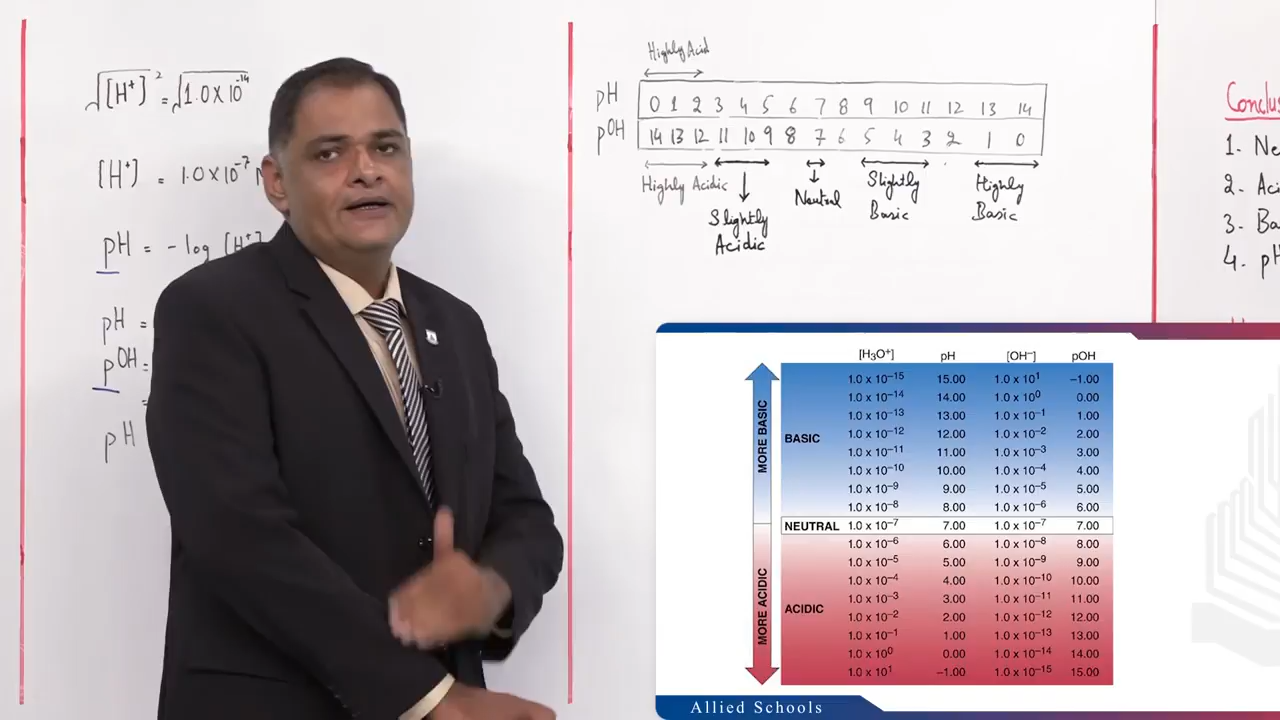 √[H⁺]² = √1.0 X 10⁻¹⁴
[H⁺] = 1.0 X 10⁻⁷
pH = -log [H⁺]
pH =
pOH =
=
pH
Highly Acid
pH 0 1 2 3 4 5 6 7 8 9 10 11 12 13 14
pOH 14 13 12 11 10 9 8 7 6 5 4 3 2 1 0
Highly Acidic
Slightly Acidic
Neutral
Slightly Basic
Highly Basic
1. Ne
2. Aci
3. Ba
4. pH
[H₃O⁺] pH [OH⁻] pOH
MORE BASIC
BASIC
1.0 x 10⁻¹⁵ 15.00 1.0 x 10¹ –1.00
1.0 x 10⁻¹⁴ 14.00 1.0 x 10⁰ 0.00
1.0 x 10⁻¹³ 13.00 1.0 x 10⁻¹ 1.00
1.0 x 10⁻¹² 12.00 1.0 x 10⁻² 2.00
1.0 x 10⁻¹¹ 11.00 1.0 x 10⁻³ 3.00
1.0 x 10⁻¹⁰ 10.00 1.0 x 10⁻⁴ 4.00
1.0 x 10⁻⁹ 9.00 1.0 x 10⁻⁵ 5.00
1.0 x 10⁻⁸ 8.00 1.0 x 10⁻⁶ 6.00
NEUTRAL 1.0 x 10⁻⁷ 7.00 1.0 x 10⁻⁷ 7.00
MORE ACIDIC
ACIDIC
1.0 x 10⁻⁶ 6.00 1.0 x 10⁻⁸ 8.00
1.0 x 10⁻⁵ 5.00 1.0 x 10⁻⁹ 9.00
1.0 x 10⁻⁴ 4.00 1.0 x 10⁻¹⁰ 10.00
1.0 x 10⁻³ 3.00 1.0 x 10⁻¹¹ 11.00
1.0 x 10⁻² 2.00 1.0 x 10⁻¹² 12.00
1.0 x 10⁻¹ 1.00 1.0 x 10⁻¹³ 13.00
1.0 x 10⁰ 0.00 1.0 x 10⁻¹⁴ 14.00
1.0 x 10¹ –1.00 1.0 x 10⁻¹⁵ 15.00
Allied Schools